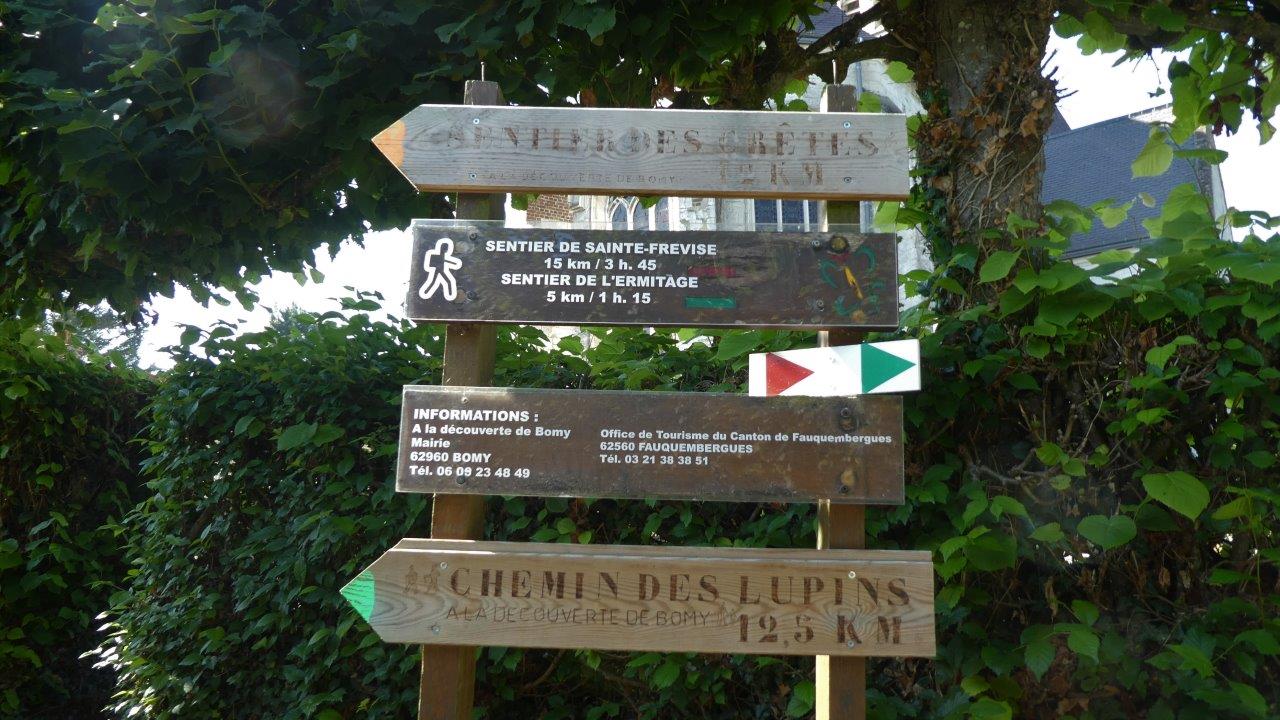 SENTIER DES CRÊTES
A LA DÉCOUVERTE DE BOMY
12 KM
SENTIER DE SAINTE-FREVISE
15 km / 3 h. 45
SENTIER DE L'ERMITAGE
5 km / 1 h. 15
INFORMATIONS :
A la découverte de Bomy
Mairie
62960 BOMY
Tél. 06 09 23 48 49
Office de Tourisme du Canton de Fauquembergues
62560 FAUQUEMBERGUES
Tél. 03 21 38 38 51
CHEMIN DES LUPINS
A LA DECOUVERTE DE BOMY
12,5 KM